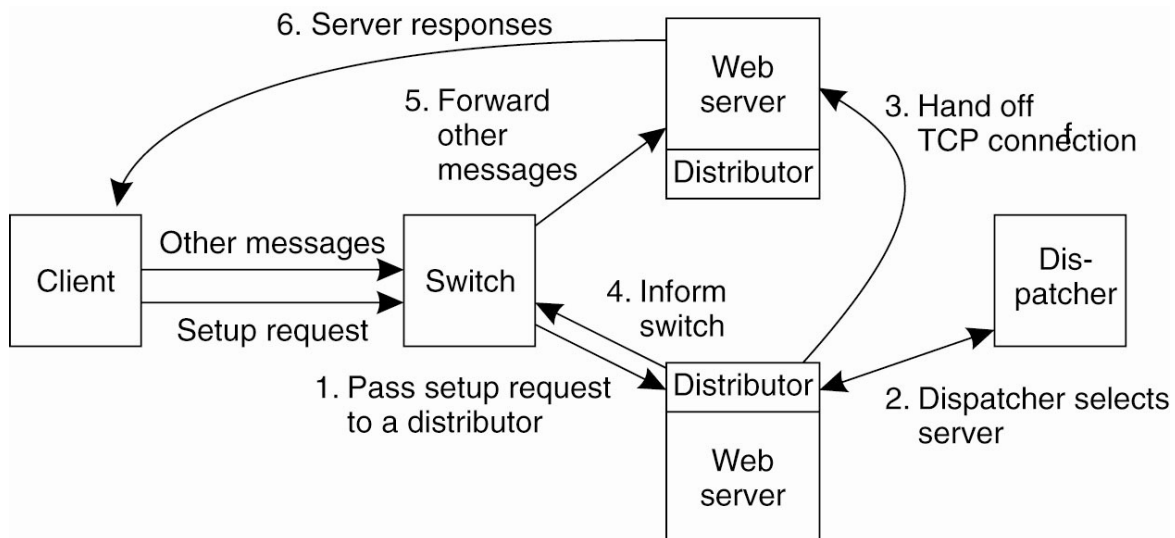 6. Server responses
Web
server
Distributor
5. Forward
other
messages
3. Hand off
TCP connection
f
Client
Other messages
Setup request
Switch
4. Inform
switch
Dis-
patcher
1. Pass setup request
to a distributor
Distributor
Web
server
2. Dispatcher selects
server